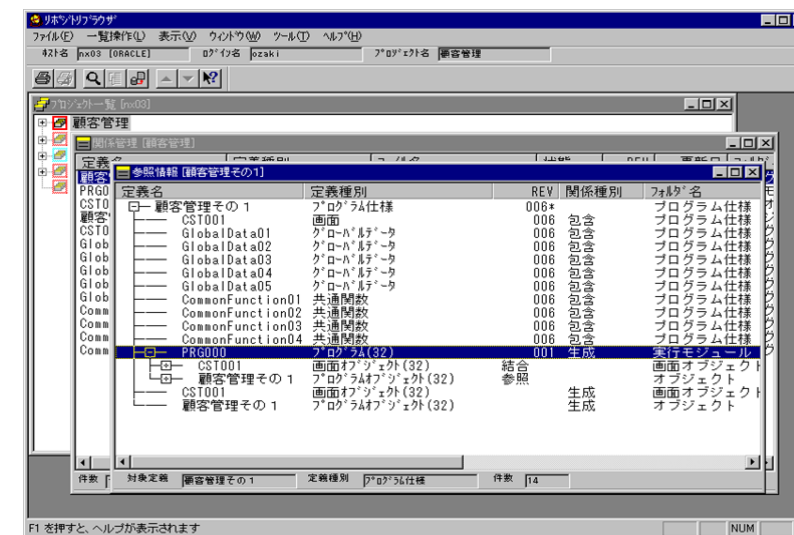 リポジトリブラウザ
ファイル(F) 一覧操作(L) 表示(V) ウィンドウ(W) ツール(T) ヘルプ(H)
ホスト名 nx03 [ORACLE] ログイン名 ozaki プロジェクト名 顧客管理
プロジェクト一覧 [nx03]
顧客管理
関係管理 [顧客管理]
参照情報 [顧客管理その1]
定義名 定義種別 REV 関係種別 フォルダ名
顧客管理その1 プログラム仕様 006* プログラム仕様
CST001 画面 006 包含 プログラム仕様
GlobalData01 グローバルデータ 006 包含 プログラム仕様
GlobalData02 グローバルデータ 006 包含 プログラム仕様
GlobalData03 グローバルデータ 006 包含 プログラム仕様
GlobalData04 グローバルデータ 006 包含 プログラム仕様
GlobalData05 グローバルデータ 006 包含 プログラム仕様
CommonFunction01 共通関数 006 包含 プログラム仕様
CommonFunction02 共通関数 006 包含 プログラム仕様
CommonFunction03 共通関数 006 包含 プログラム仕様
CommonFunction04 共通関数 006 包含 プログラム仕様
PRG000 プログラム(32) 001 生成 実行モジュール
CST001 画面オブジェクト(32) 結合 画面オブジェクト
顧客管理その1 プログラムオブジェクト(32) 参照 オブジェクト
CST001 画面オブジェクト(32) 生成 画面オブジェクト
顧客管理その1 プログラムオブジェクト(32) 生成 オブジェクト
件数 対象定義 顧客管理その1 定義種別 プログラム仕様 件数 14
F1 を押すと、ヘルプが表示されます NUM